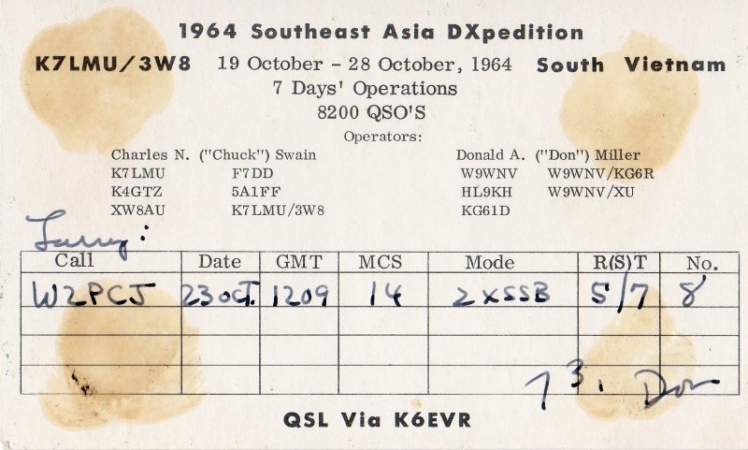 1964 Southeast Asia DXpedition
K7LMU/3W8 19 October - 28 October, 1964 South Vietnam
7 Days' Operations
8200 QSO'S
Operators:
Charles N. ("Chuck") Swain Donald A. ("Don") Miller
K7LMU F7DD W9WNV W9WNV/KG6R
K4GTZ 5A1FF HL9KH W9WNV/XU
XW8AU K7LMU/3W8 KG61D
Larry:
Call Date GMT MCS Mode R(S)T No.
W2PCJ 23 OCT. 1209 14 2XSSB 5/7 8
73. Don
QSL Via K6EVR